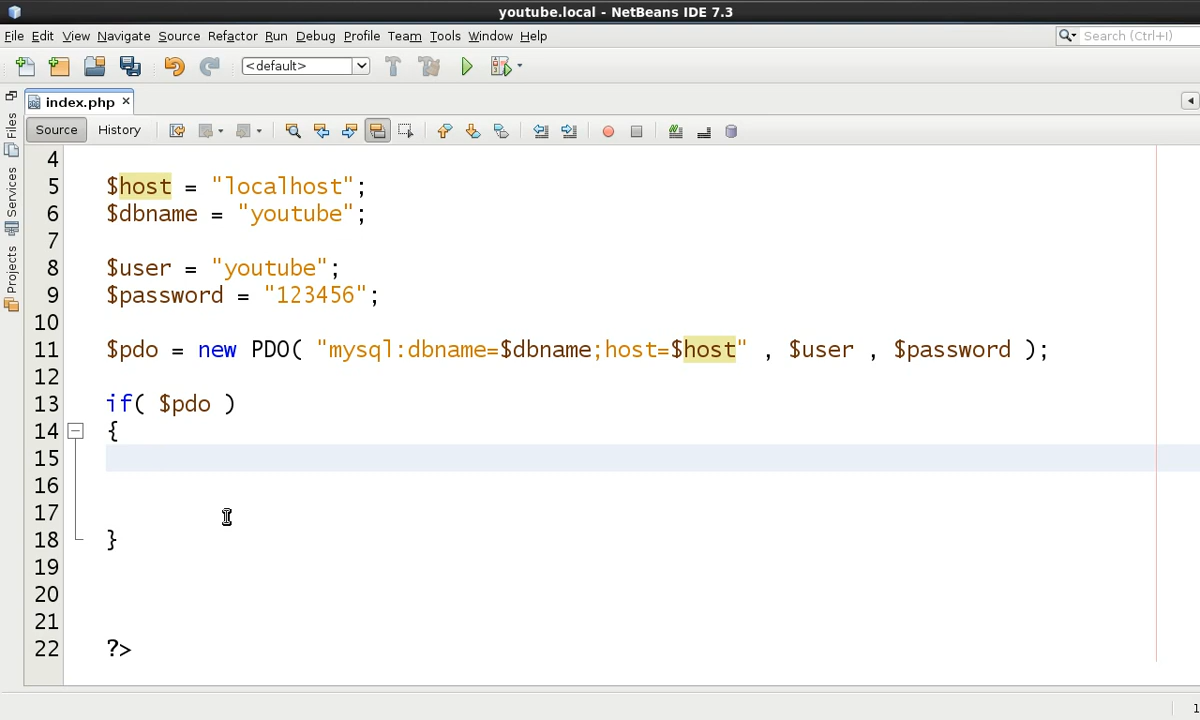 youtube.local - NetBeans IDE 7.3
File Edit View Navigate Source Refactor Run Debug Profile Team Tools Window Help
Search (Ctrl+I)
<default>
index.php
Source History
Files
Services
Projects
4
5 $host = "localhost";
6 $dbname = "youtube";
7
8 $user = "youtube";
9 $password = "123456";
10
11 $pdo = new PDO( "mysql:dbname=$dbname;host=$host" , $user , $password );
12
13 if( $pdo )
14 {
15
16
17
18 }
19
20
21
22 ?>
1